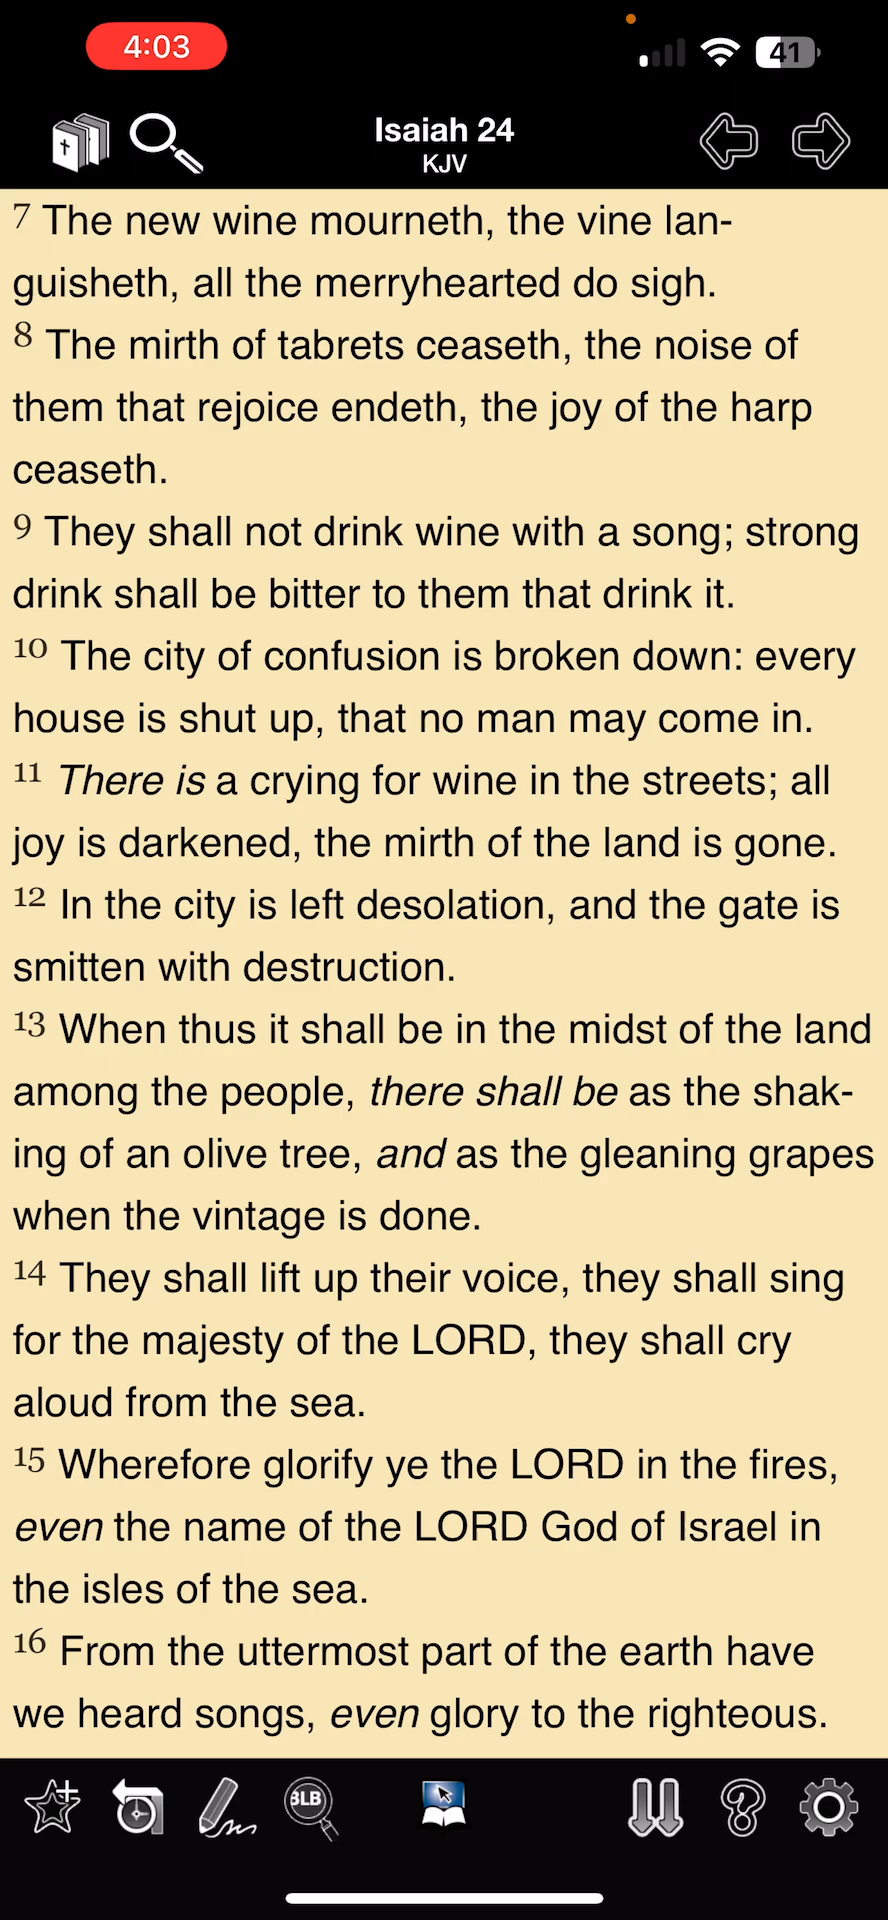 4:03
41
Isaiah 24
KJV
7 The new wine mourneth, the vine lan-
guisheth, all the merryhearted do sigh.
8 The mirth of tabrets ceaseth, the noise of
them that rejoice endeth, the joy of the harp
ceaseth.
9 They shall not drink wine with a song; strong
drink shall be bitter to them that drink it.
10 The city of confusion is broken down: every
house is shut up, that no man may come in.
11 There is a crying for wine in the streets; all
joy is darkened, the mirth of the land is gone.
12 In the city is left desolation, and the gate is
smitten with destruction.
13 When thus it shall be in the midst of the land
among the people, there shall be as the shak-
ing of an olive tree, and as the gleaning grapes
when the vintage is done.
14 They shall lift up their voice, they shall sing
for the majesty of the LORD, they shall cry
aloud from the sea.
15 Wherefore glorify ye the LORD in the fires,
even the name of the LORD God of Israel in
the isles of the sea.
16 From the uttermost part of the earth have
we heard songs, even glory to the righteous.
BLB